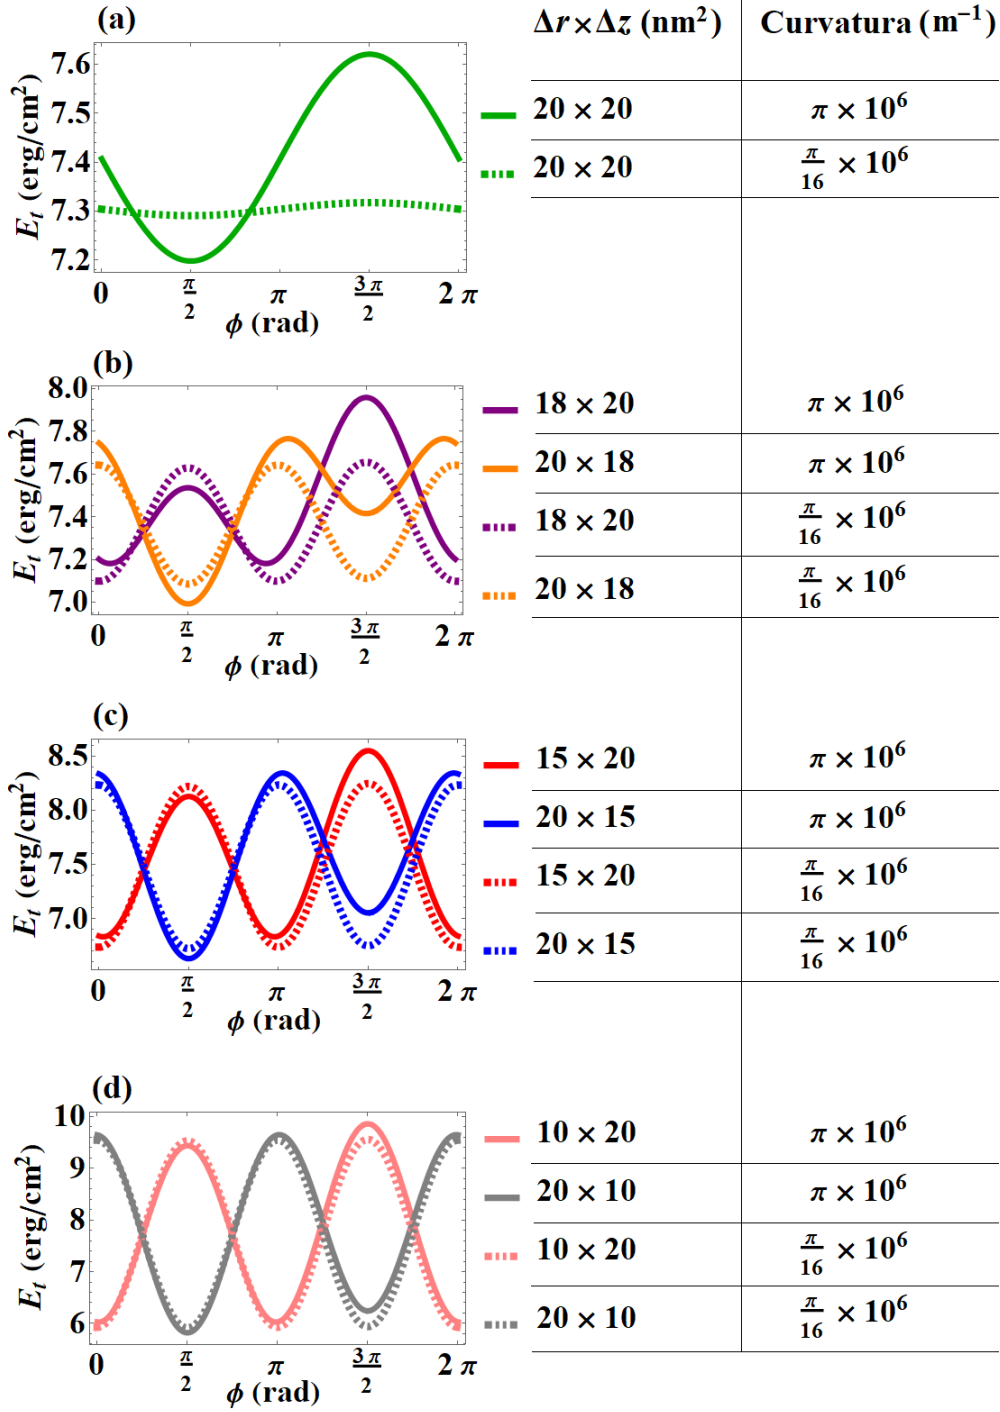 (a)
Δr × Δz (nm²) Curvatura (m⁻¹)
E_t (erg/cm²)
7.6
7.5
7.4
7.3
7.2
0 π/2 π 3π/2 2π
ϕ (rad)
20 × 20 π × 10⁶
20 × 20 π/16 × 10⁶
(b)
E_t (erg/cm²)
8.0
7.8
7.6
7.4
7.2
7.0
0 π/2 π 3π/2 2π
ϕ (rad)
18 × 20 π × 10⁶
20 × 18 π × 10⁶
18 × 20 π/16 × 10⁶
20 × 18 π/16 × 10⁶
(c)
E_t (erg/cm²)
8.5
8.0
7.5
7.0
0 π/2 π 3π/2 2π
ϕ (rad)
15 × 20 π × 10⁶
20 × 15 π × 10⁶
15 × 20 π/16 × 10⁶
20 × 15 π/16 × 10⁶
(d)
E_t (erg/cm²)
10
9
8
7
6
0 π/2 π 3π/2 2π
ϕ (rad)
10 × 20 π × 10⁶
20 × 10 π × 10⁶
10 × 20 π/16 × 10⁶
20 × 10 π/16 × 10⁶